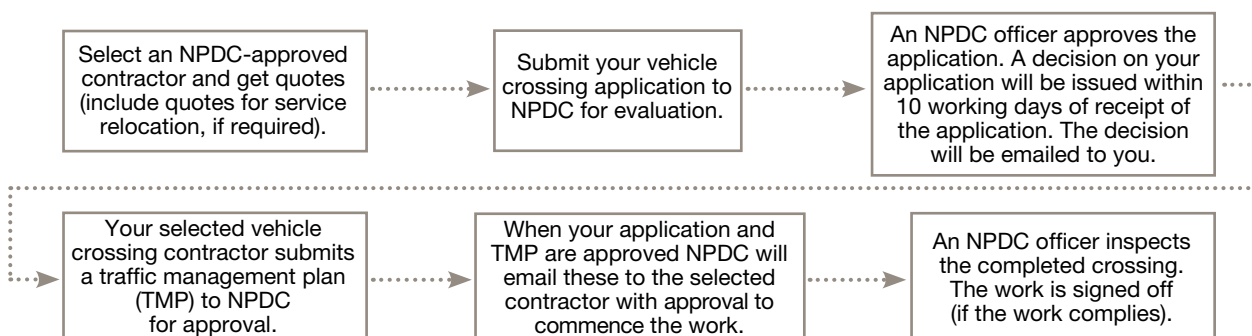 Select an NPDC-approved
contractor and get quotes
(include quotes for service
relocation, if required).
Submit your vehicle
crossing application to
NPDC for evaluation.
An NPDC officer approves the
application. A decision on your
application will be issued within
10 working days of receipt of
the application. The decision
will be emailed to you.
Your selected vehicle
crossing contractor submits
a traffic management plan
(TMP) to NPDC
for approval.
When your application and
TMP are approved NPDC will
email these to the selected
contractor with approval to
commence the work.
An NPDC officer inspects
the completed crossing.
The work is signed off
(if the work complies).